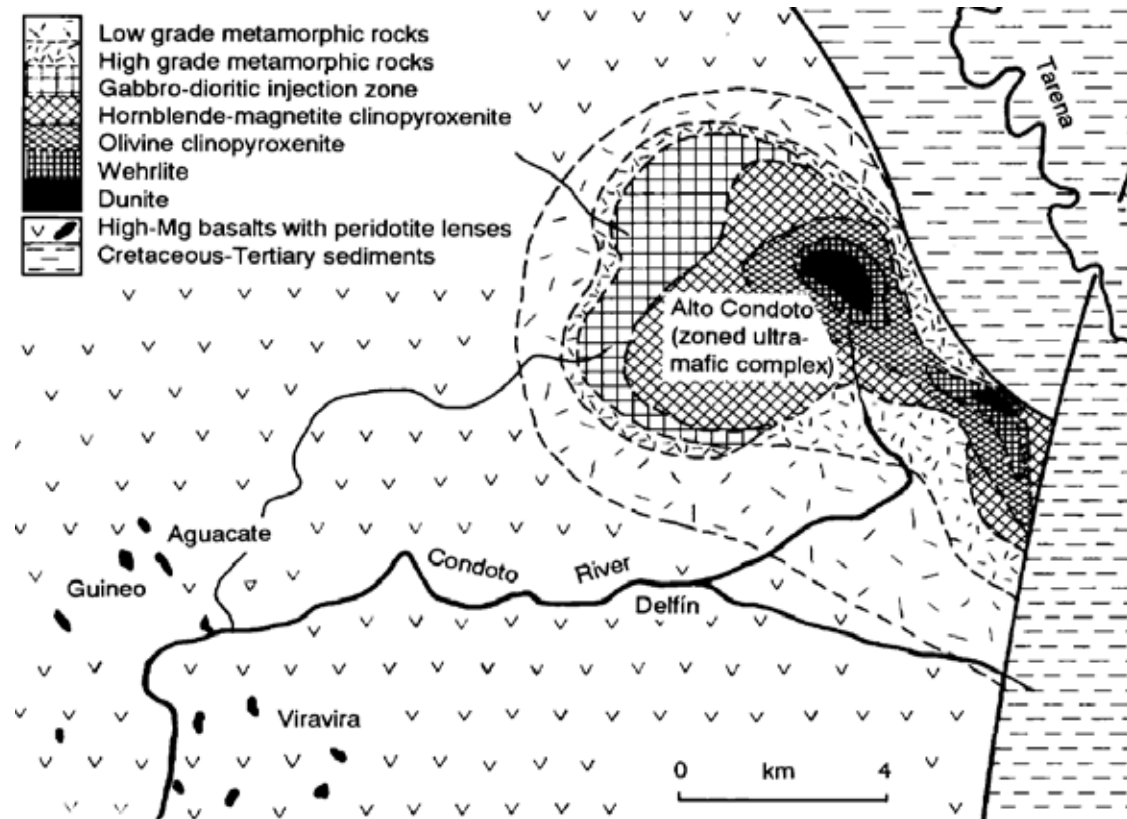 Low grade metamorphic rocks
High grade metamorphic rocks
Gabbro-dioritic injection zone
Hornblende-magnetite clinopyroxenite
Olivine clinopyroxenite
Wehrlite
Dunite
High-Mg basalts with peridotite lenses
Cretaceous-Tertiary sediments
Tarena
Alto Condoto
(zoned ultra-
mafic complex)
Aguacate
Guineo
Condoto
River
Delfín
Viravira
0 km 4